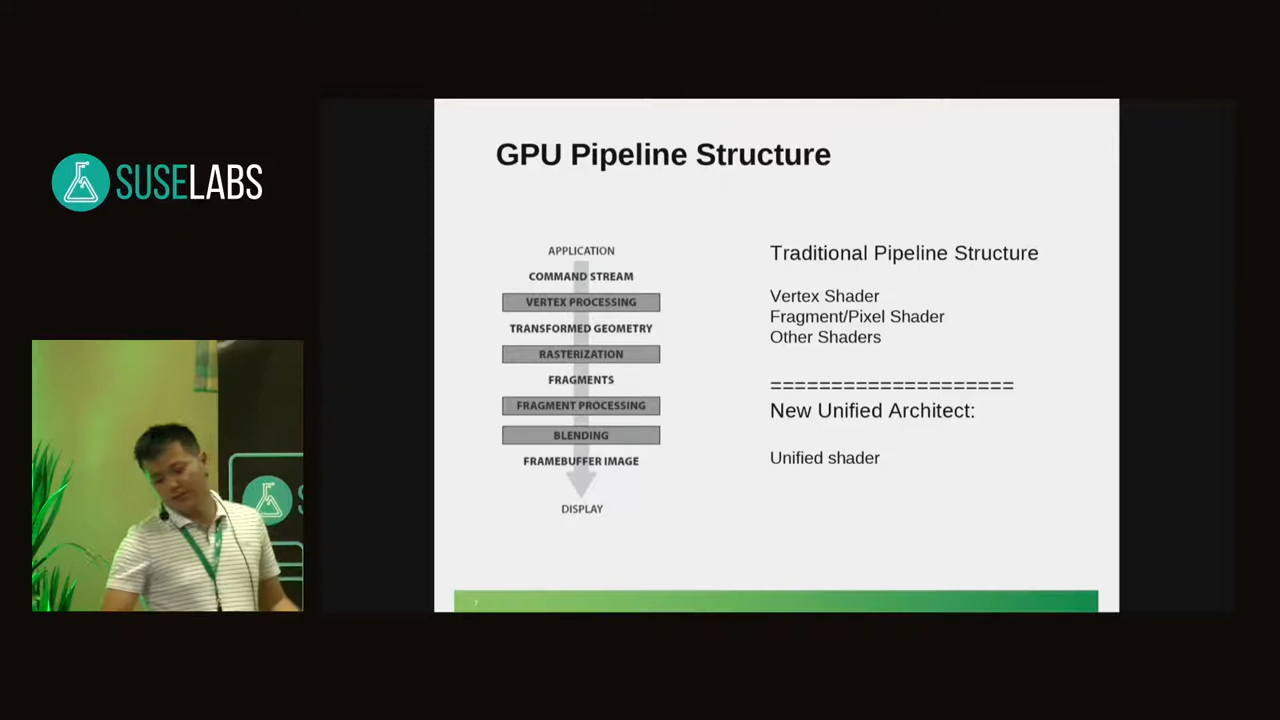 SUSELABS
GPU Pipeline Structure
APPLICATION
COMMAND STREAM
VERTEX PROCESSING
TRANSFORMED GEOMETRY
RASTERIZATION
FRAGMENTS
FRAGMENT PROCESSING
BLENDING
FRAMEBUFFER IMAGE
DISPLAY
Traditional Pipeline Structure
Vertex Shader
Fragment/Pixel Shader
Other Shaders
====================
New Unified Architect:
Unified shader
7
S